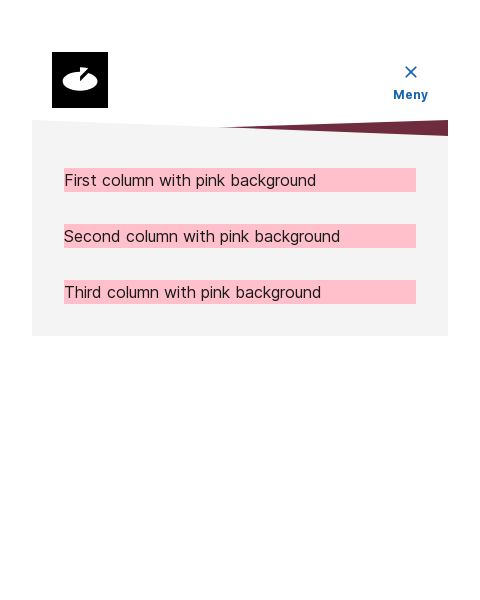 Meny
First column with pink background
Second column with pink background
Third column with pink background